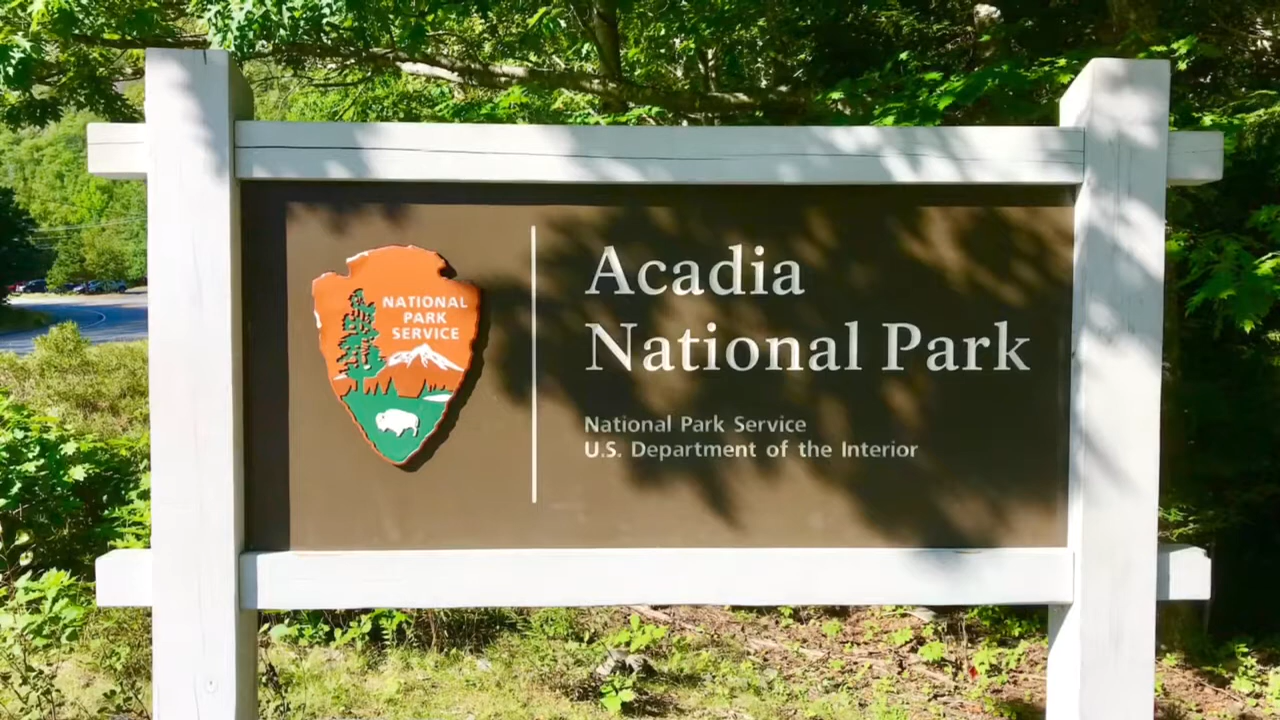 NATIONAL
PARK
SERVICE
Acadia
National Park
National Park Service
U.S. Department of the Interior